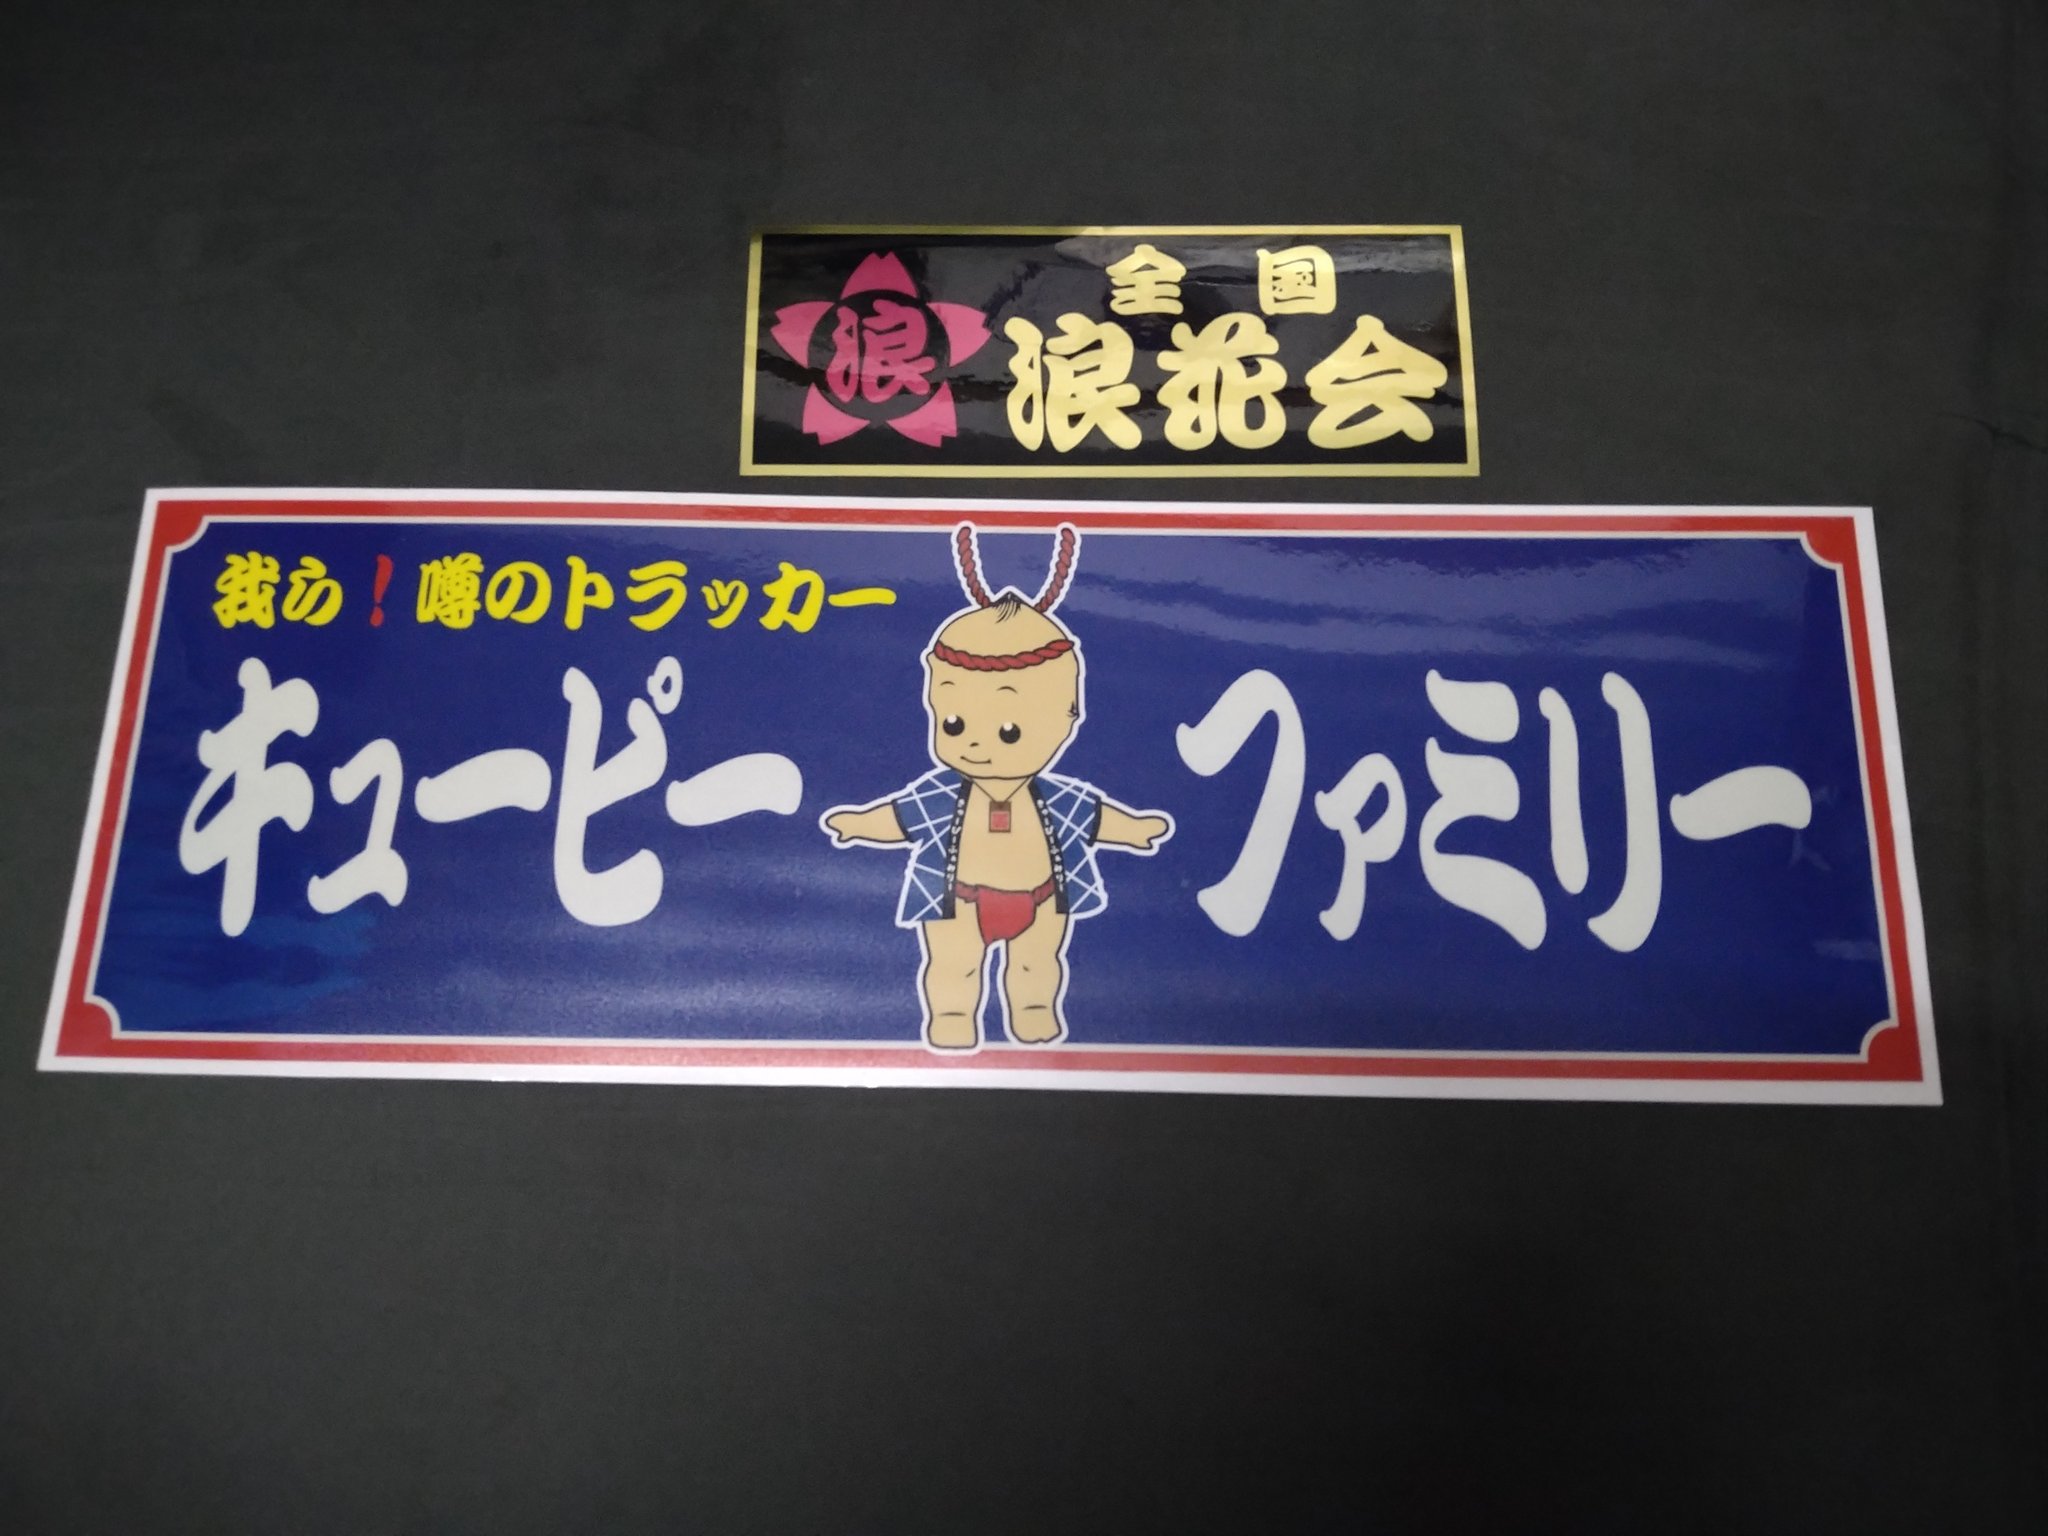 全国
浪
浪花会
我ら!噂のトラッカー
キューピー ファミリー